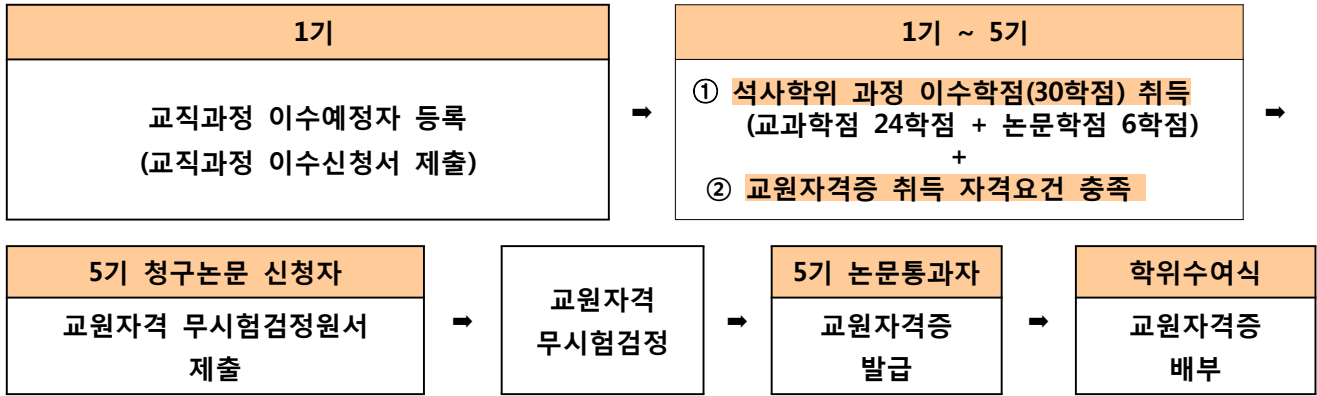 1기
교직과정 이수예정자 등록
(교직과정 이수신청서 제출)
➡
1기 ~ 5기
① 석사학위 과정 이수학점(30학점) 취득
(교과학점 24학점 + 논문학점 6학점)
+
② 교원자격증 취득 자격요건 충족
➡
5기 청구논문 신청자
교원자격 무시험검정원서
제출
➡
교원자격
무시험검정
➡
5기 논문통과자
교원자격증
발급
➡
학위수여식
교원자격증
배부